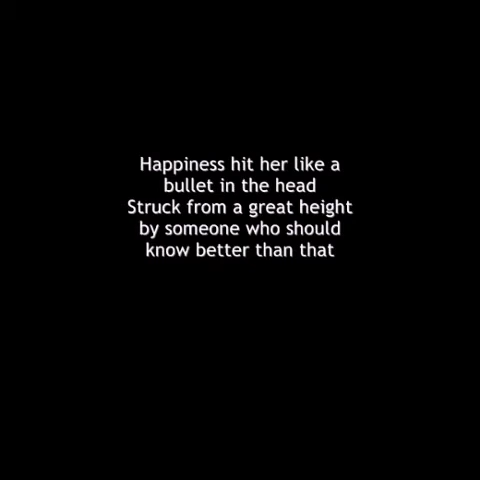 Happiness hit her like a
bullet in the head
Struck from a great height
by someone who should
know better than that